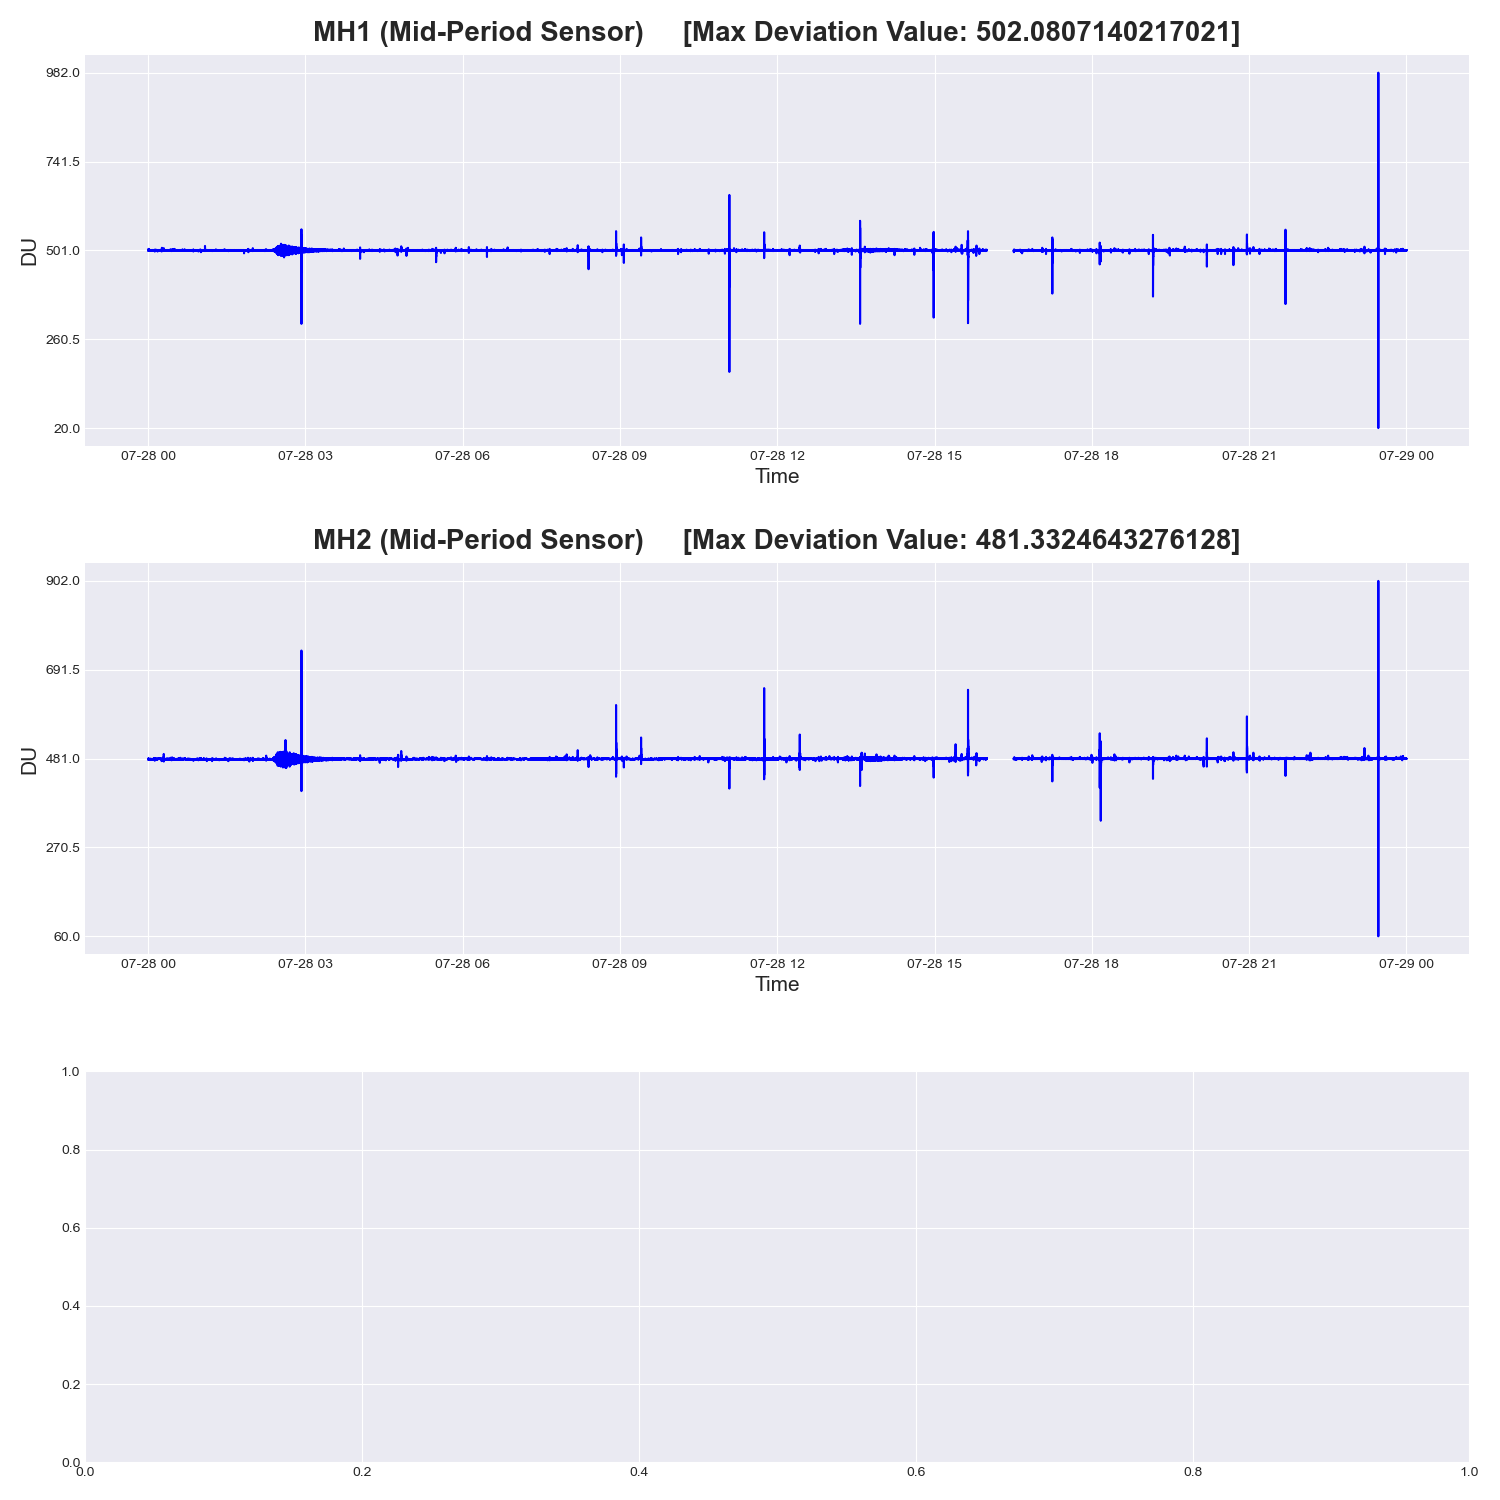 MH1 (Mid-Period Sensor) [Max Deviation Value: 502.0807140217021]
982.0
741.5
501.0
260.5
20.0
DU
07-28 00 07-28 03 07-28 06 07-28 09 07-28 12 07-28 15 07-28 18 07-28 21 07-29 00
Time
MH2 (Mid-Period Sensor) [Max Deviation Value: 481.3324643276128]
902.0
691.5
481.0
270.5
60.0
DU
07-28 00 07-28 03 07-28 06 07-28 09 07-28 12 07-28 15 07-28 18 07-28 21 07-29 00
Time
1.0
0.8
0.6
0.4
0.2
0.0
0.0 0.2 0.4 0.6 0.8 1.0